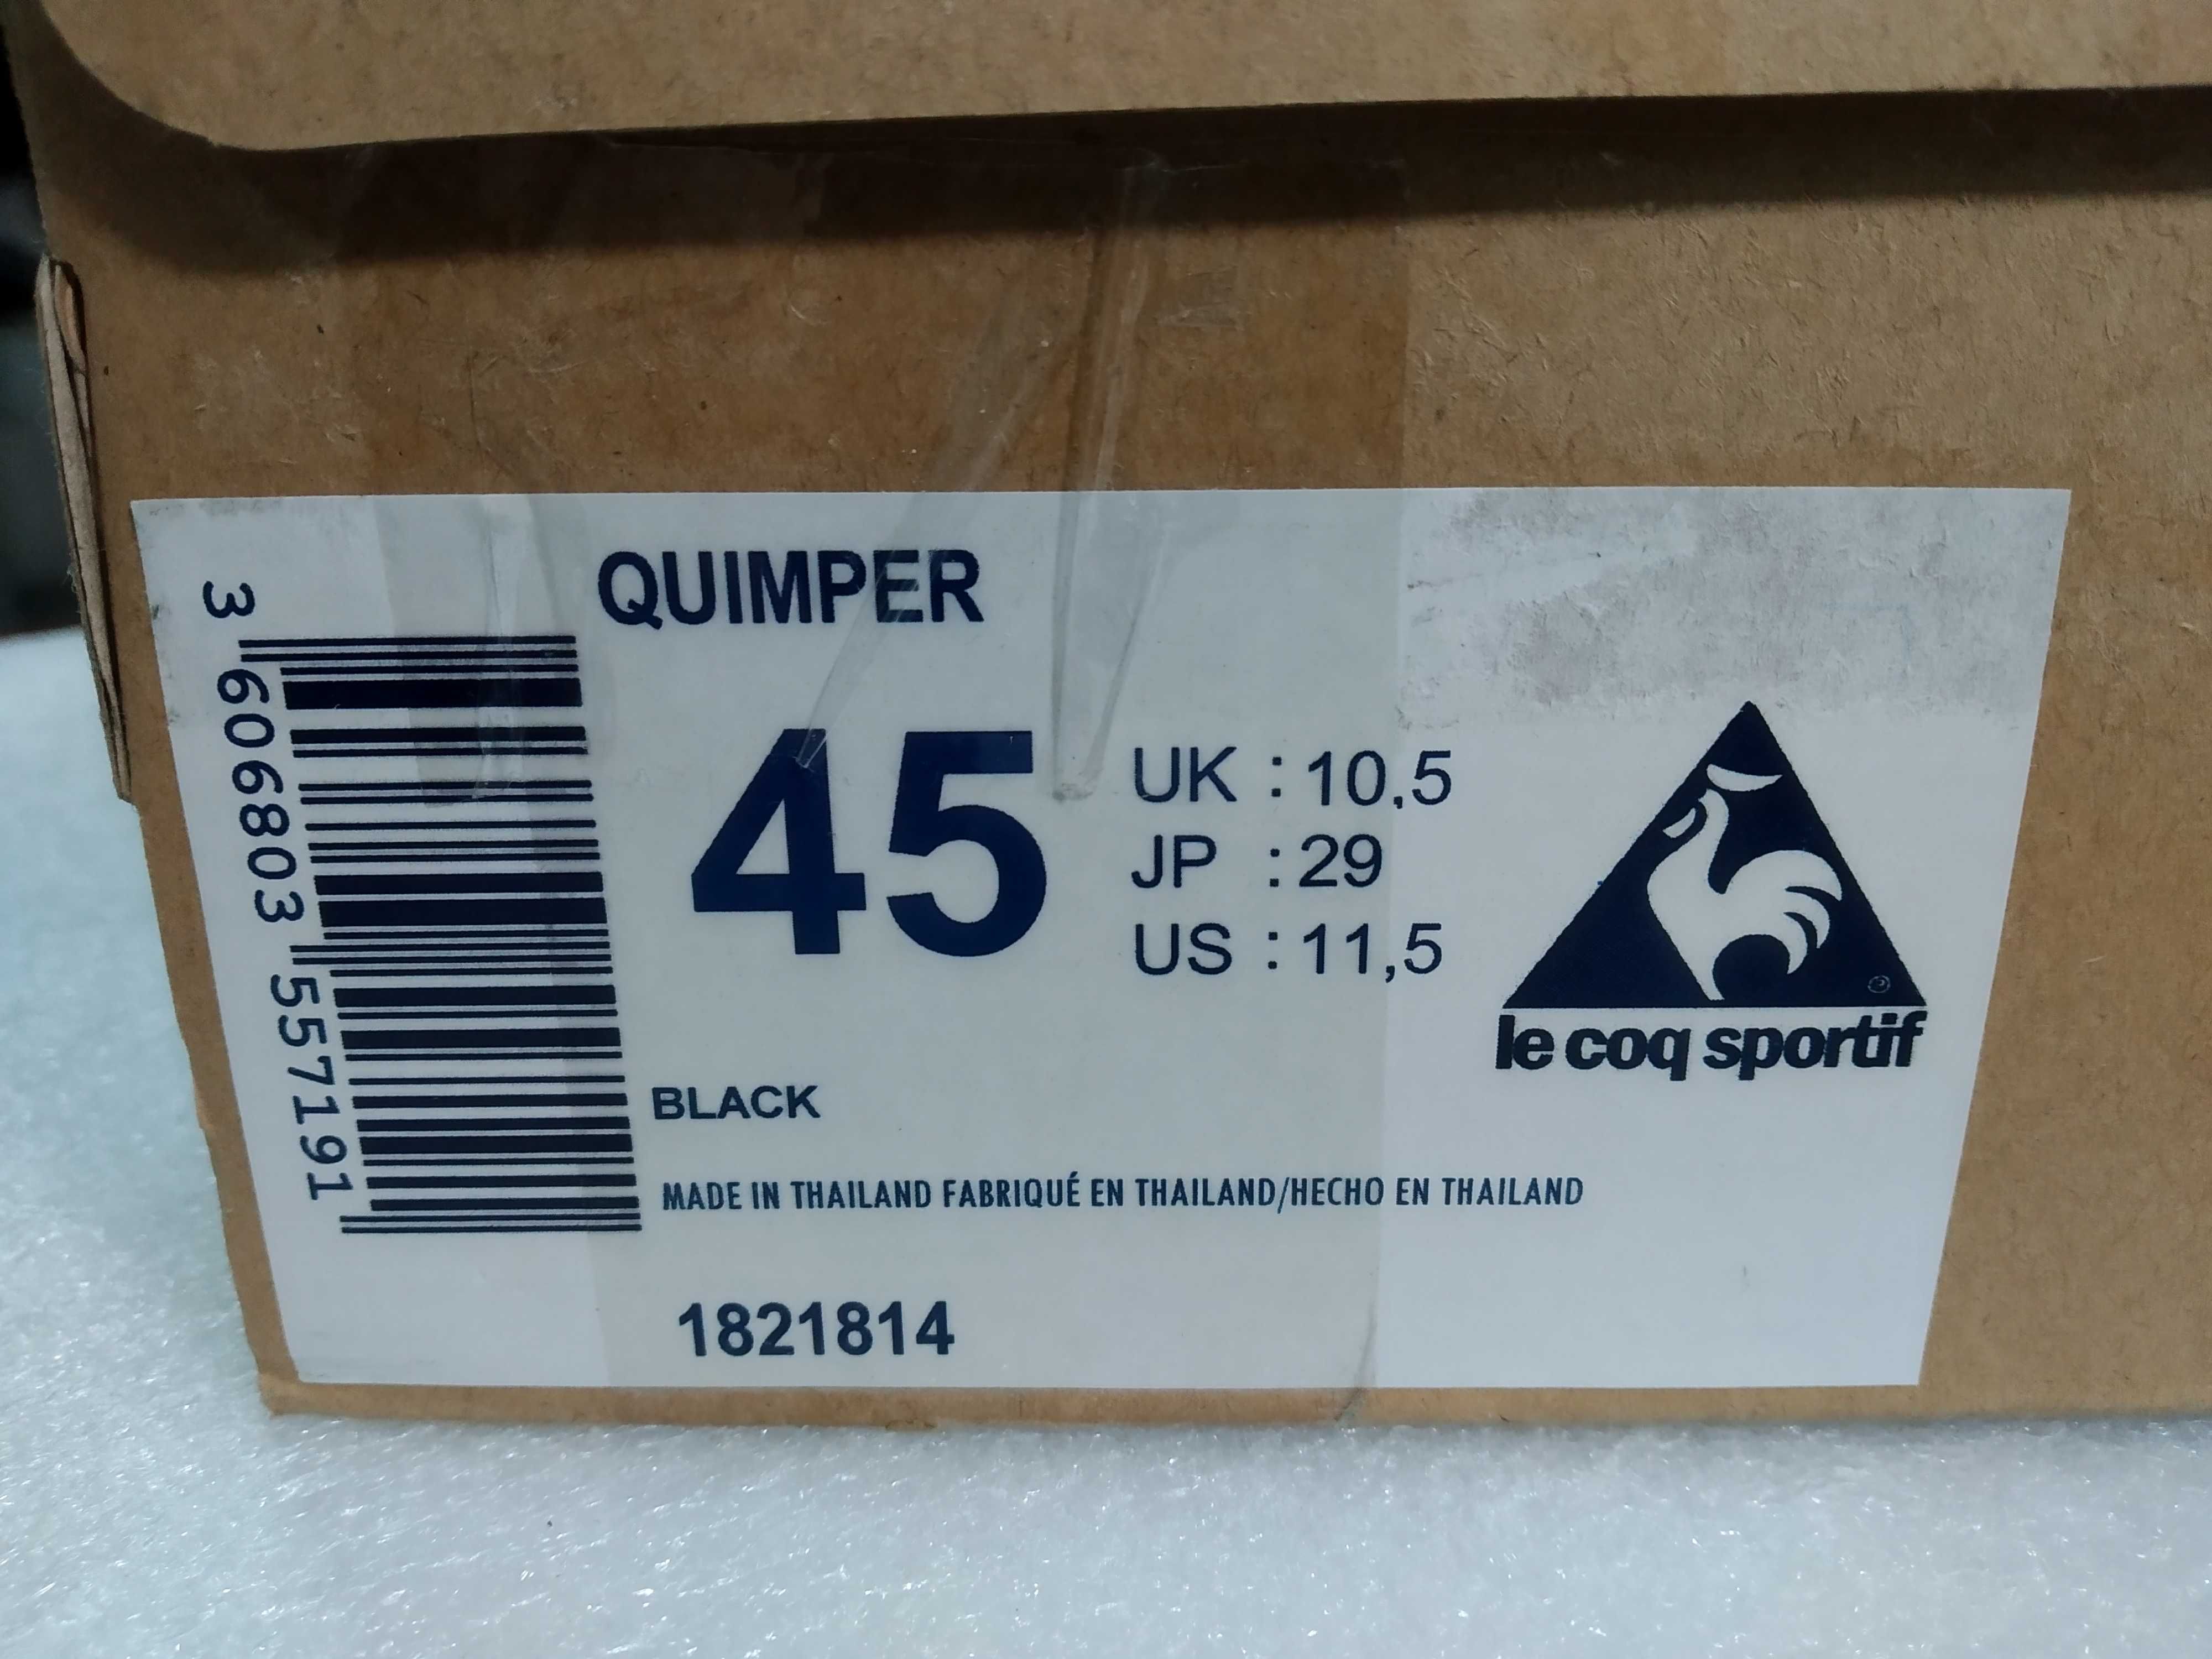 QUIMPER
3 606803 557191
45
UK : 10,5
JP : 29
US : 11,5
le coq sportif
BLACK
MADE IN THAILAND FABRIQUÉ EN THAILAND/HECHO EN THAILAND
1821814